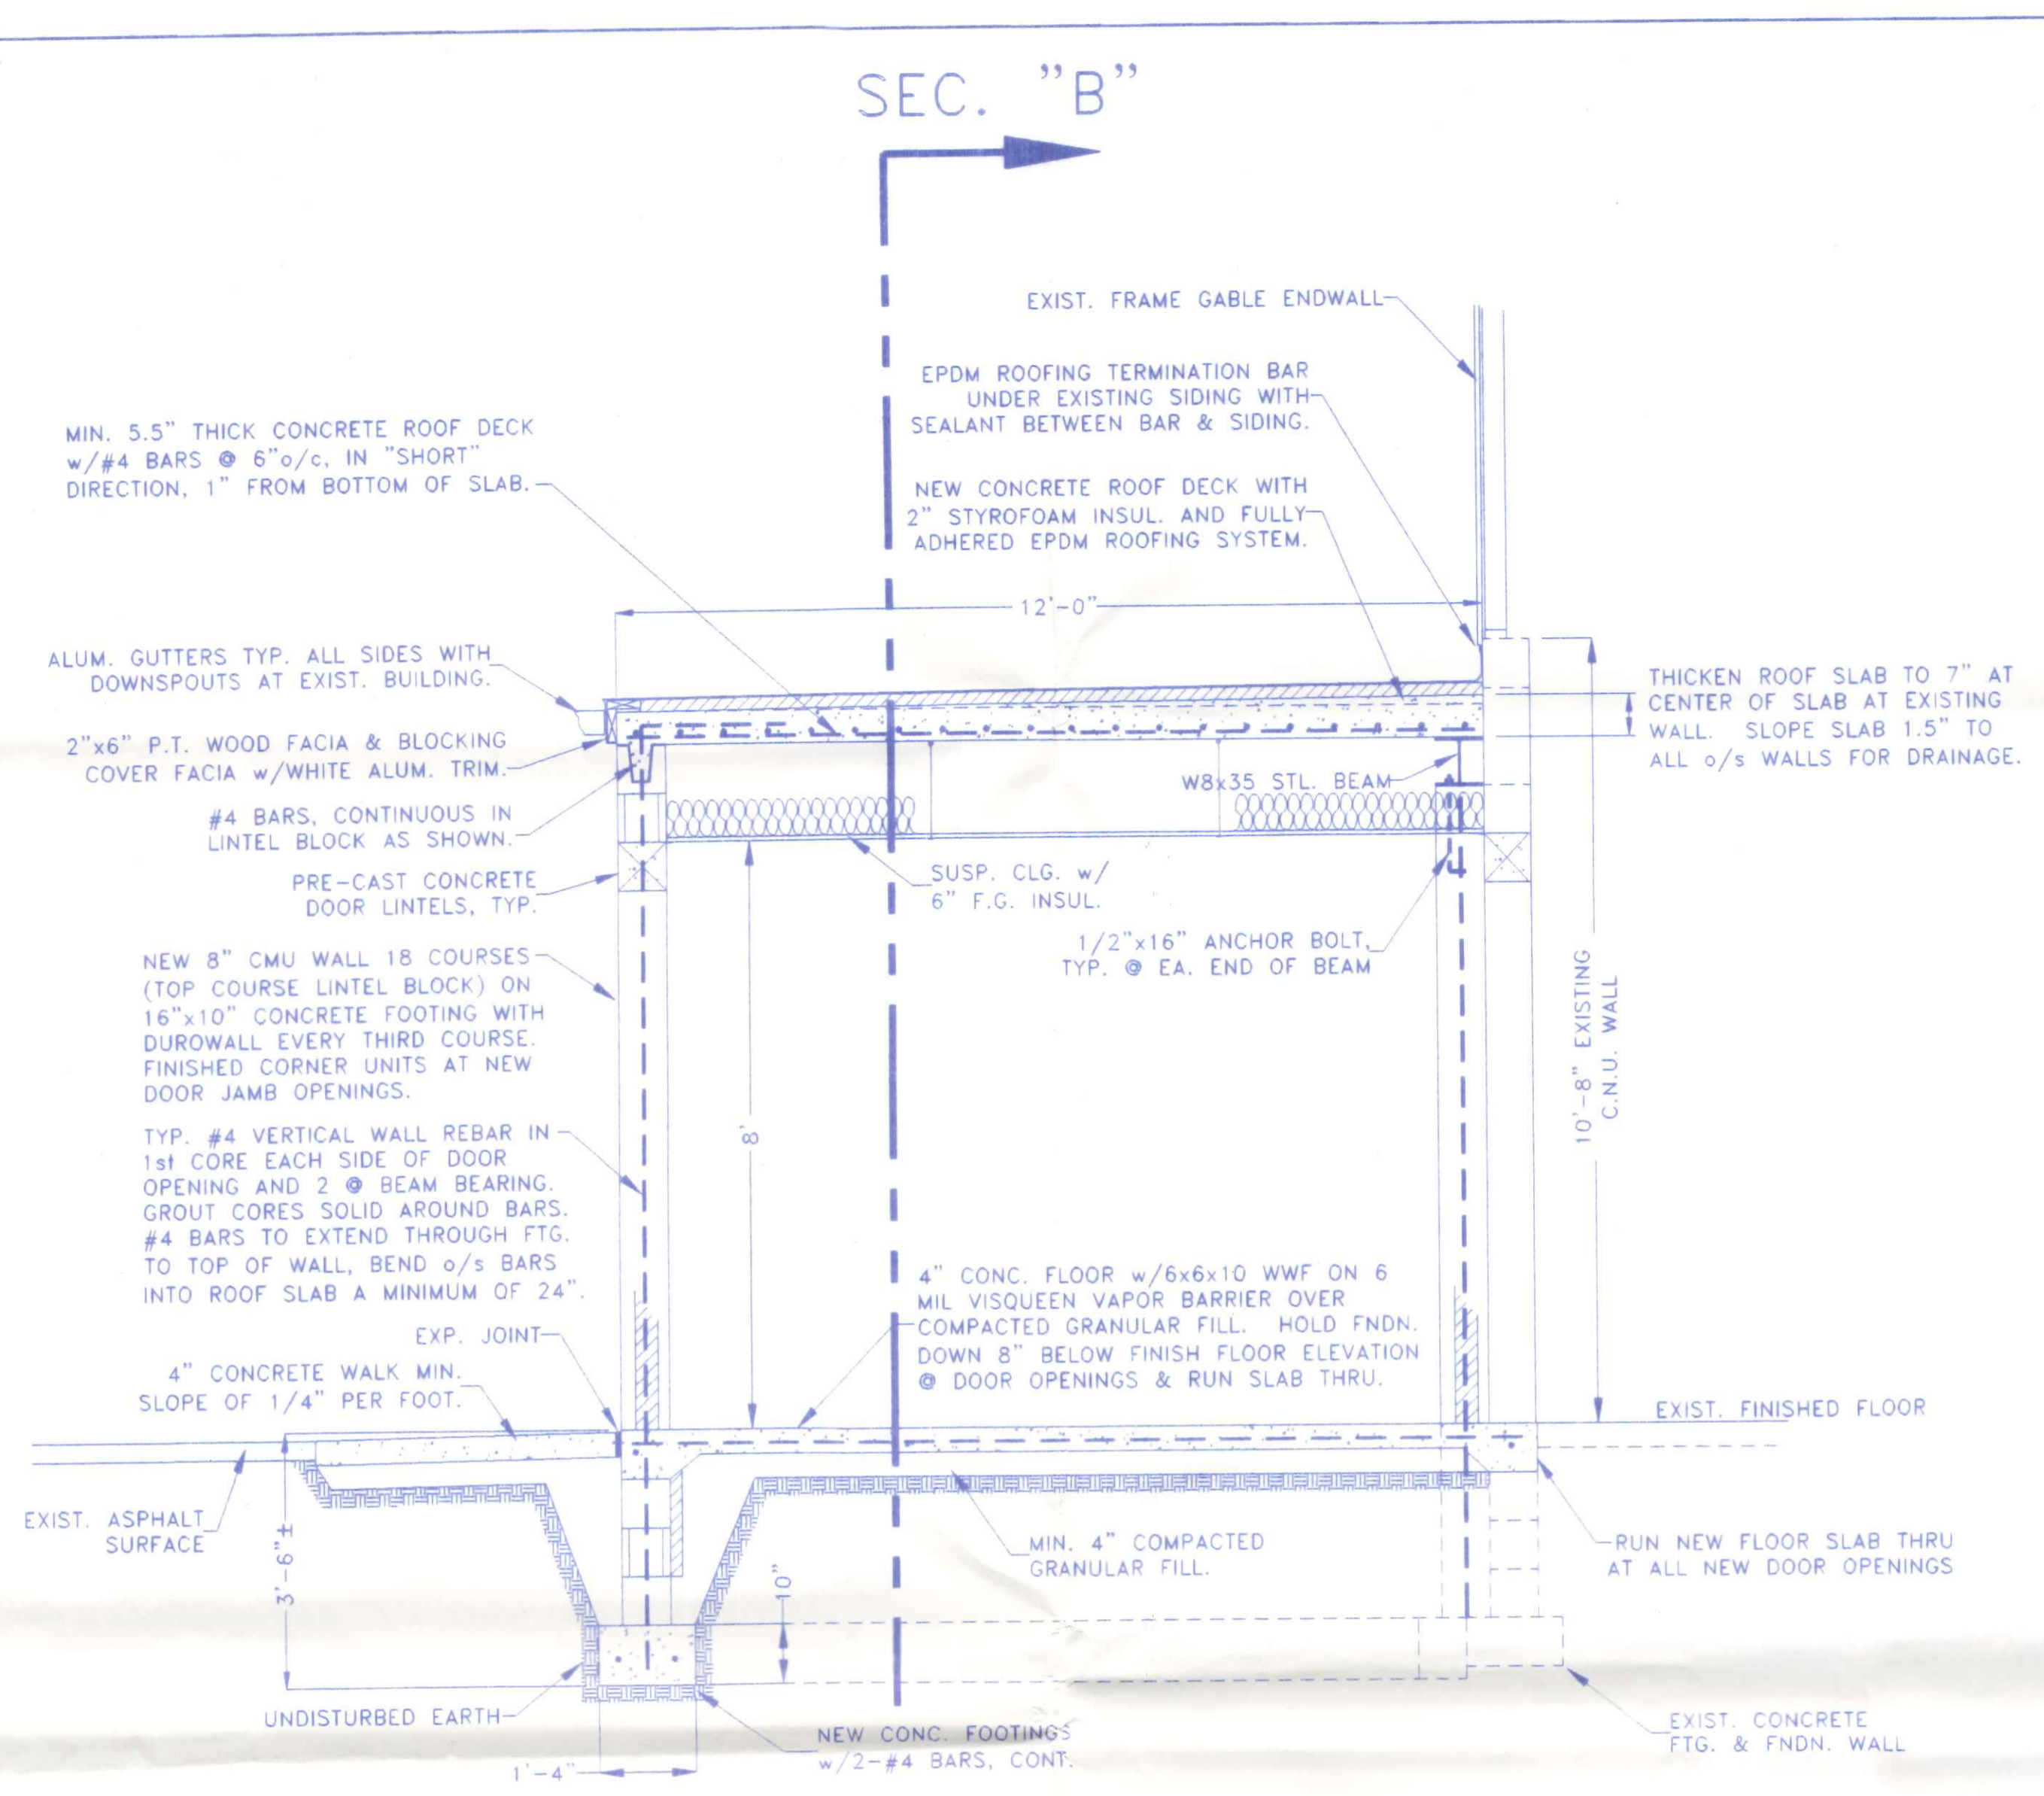 SEC. "B"
EXIST. FRAME GABLE ENDWALL
EPDM ROOFING TERMINATION BAR
UNDER EXISTING SIDING WITH
SEALANT BETWEEN BAR & SIDING.
MIN. 5.5" THICK CONCRETE ROOF DECK
w/#4 BARS @ 6"o/c, IN "SHORT"
DIRECTION, 1" FROM BOTTOM OF SLAB.
NEW CONCRETE ROOF DECK WITH
2" STYROFOAM INSUL. AND FULLY
ADHERED EPDM ROOFING SYSTEM.
12'-0"
ALUM. GUTTERS TYP. ALL SIDES WITH
DOWNSPOUTS AT EXIST. BUILDING.
THICKEN ROOF SLAB TO 7" AT
CENTER OF SLAB AT EXISTING
WALL. SLOPE SLAB 1.5" TO
ALL o/s WALLS FOR DRAINAGE.
2"x6" P.T. WOOD FACIA & BLOCKING
COVER FACIA w/WHITE ALUM. TRIM.
W8x35 STL. BEAM
#4 BARS, CONTINUOUS IN
LINTEL BLOCK AS SHOWN.
PRE-CAST CONCRETE
DOOR LINTELS, TYP.
SUSP. CLG. w/
6" F.G. INSUL.
1/2"x16" ANCHOR BOLT,
TYP. @ EA. END OF BEAM
NEW 8" CMU WALL 18 COURSES
(TOP COURSE LINTEL BLOCK) ON
16"x10" CONCRETE FOOTING WITH
DUROWALL EVERY THIRD COURSE.
FINISHED CORNER UNITS AT NEW
DOOR JAMB OPENINGS.
10'-8" EXISTING
C.N.U. WALL
8'
TYP. #4 VERTICAL WALL REBAR IN
1st CORE EACH SIDE OF DOOR
OPENING AND 2 @ BEAM BEARING.
GROUT CORES SOLID AROUND BARS.
#4 BARS TO EXTEND THROUGH FTG.
TO TOP OF WALL, BEND o/s BARS
INTO ROOF SLAB A MINIMUM OF 24".
4" CONC. FLOOR w/6x6x10 WWF ON 6
MIL VISQUEEN VAPOR BARRIER OVER
COMPACTED GRANULAR FILL. HOLD FNDN.
DOWN 8" BELOW FINISH FLOOR ELEVATION
@ DOOR OPENINGS & RUN SLAB THRU.
EXP. JOINT
4" CONCRETE WALK MIN.
SLOPE OF 1/4" PER FOOT.
EXIST. FINISHED FLOOR
EXIST. ASPHALT
SURFACE
3'-6"±
10"
MIN. 4" COMPACTED
GRANULAR FILL.
RUN NEW FLOOR SLAB THRU
AT ALL NEW DOOR OPENINGS
UNDISTURBED EARTH
NEW CONC. FOOTINGS
w/2-#4 BARS, CONT.
1'-4"
EXIST. CONCRETE
FTG. & FNDN. WALL